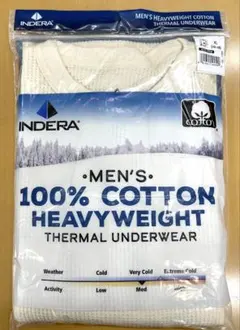 INDERA
MEN'S HEAVYWEIGHT COTTON
THERMAL UNDERWEAR
INDERA
•MEN'S•
100% COTTON
HEAVYWEIGHT
THERMAL UNDERWEAR
Weather Cold Very Cold Extreme Cold
Activity Low Med High